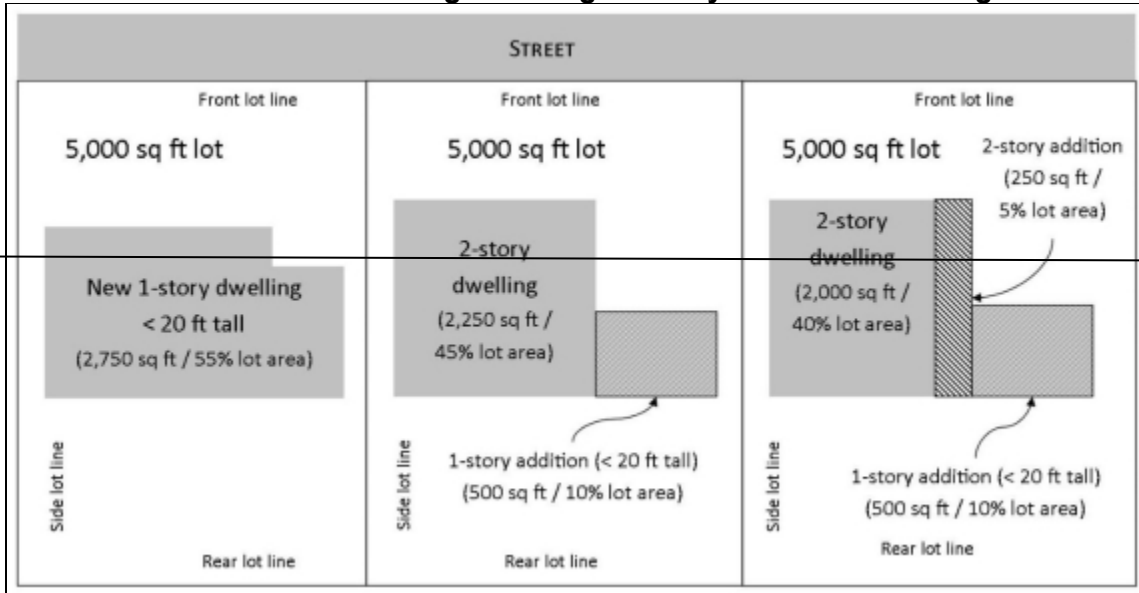 STREET
Front lot line
5,000 sq ft lot
New 1-story dwelling
< 20 ft tall
(2,750 sq ft / 55% lot area)
Side lot line
Rear lot line
Front lot line
5,000 sq ft lot
2-story
dwelling
(2,250 sq ft /
45% lot area)
1-story addition (< 20 ft tall)
(500 sq ft / 10% lot area)
Side lot line
Rear lot line
Front lot line
5,000 sq ft lot
2-story addition
(250 sq ft /
5% lot area)
2-story
dwelling
(2,000 sq ft /
40% lot area)
1-story addition (< 20 ft tall)
(500 sq ft / 10% lot area)
Side lot line
Rear lot line